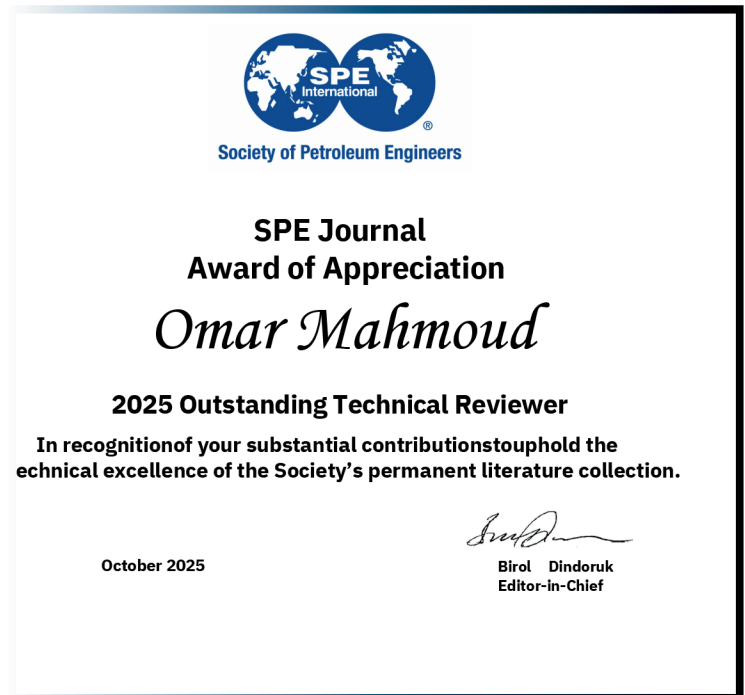 SPE
International
®
Society of Petroleum Engineers
SPE Journal
Award of Appreciation
Omar Mahmoud
2025 Outstanding Technical Reviewer
In recognitionof your substantial contributionstouphold the
echnical excellence of the Society’s permanent literature collection.
October 2025
Birol Dindoruk
Editor-in-Chief